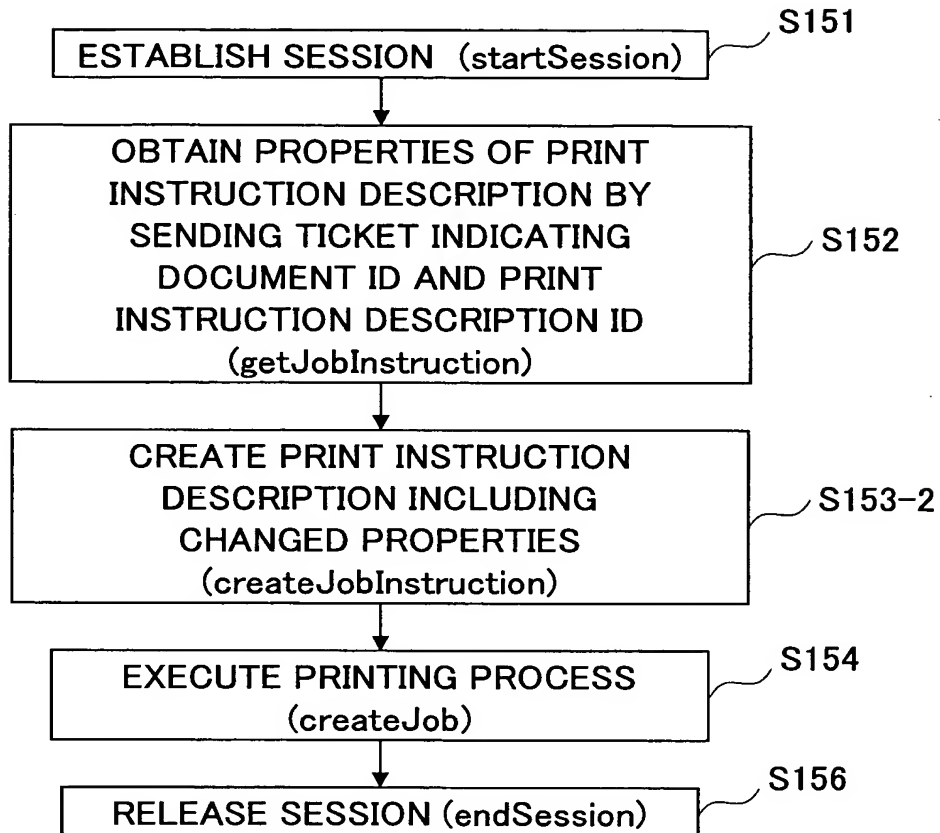 S151
ESTABLISH SESSION (startSession)
OBTAIN PROPERTIES OF PRINT
INSTRUCTION DESCRIPTION BY
SENDING TICKET INDICATING
DOCUMENT ID AND PRINT
INSTRUCTION DESCRIPTION ID
(getJobInstruction)
S152
CREATE PRINT INSTRUCTION
DESCRIPTION INCLUDING
CHANGED PROPERTIES
(createJobInstruction)
S153-2
S154
EXECUTE PRINTING PROCESS
(createJob)
S156
RELEASE SESSION (endSession)